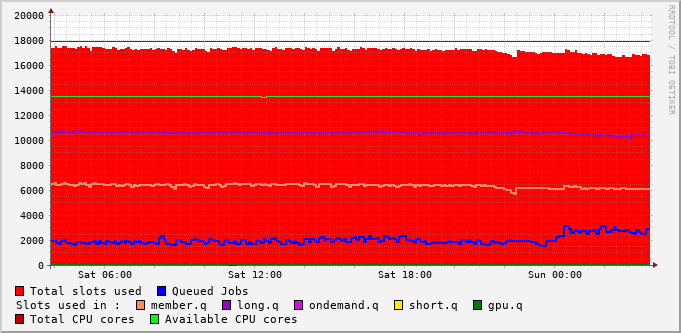 20000
18000
16000
14000
12000
10000
8000
6000
4000
2000
0
Sat 06:00 Sat 12:00 Sat 18:00 Sun 00:00
Total slots used Queued Jobs
Slots used in : member.q long.q ondemand.q short.q gpu.q
Total CPU cores Available CPU cores
RRDTOOL / TOBI OETIKER